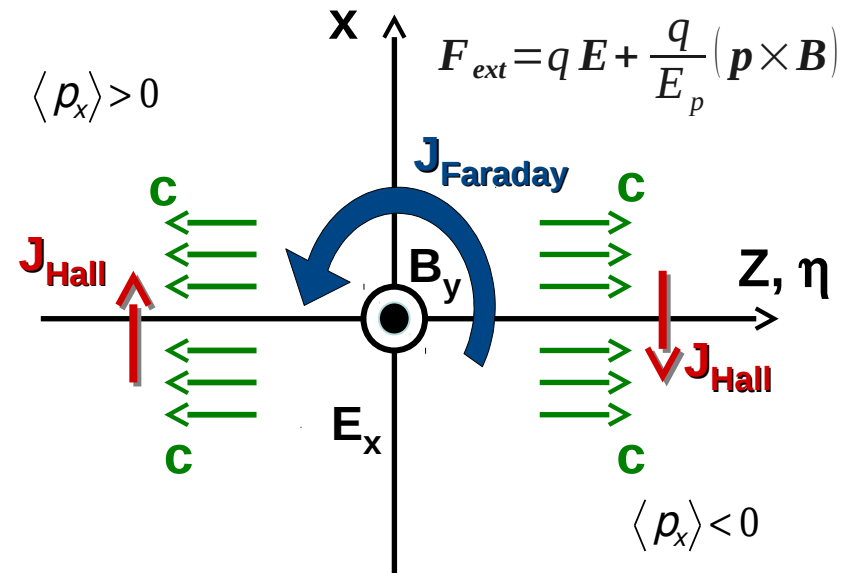 x
F_ext = q E + q/E_p (p × B)
⟨p_x⟩ > 0
J_Faraday
c
c
J_Hall
B_y
Z, η
J_Hall
E_x
c
c
⟨p_x⟩ < 0